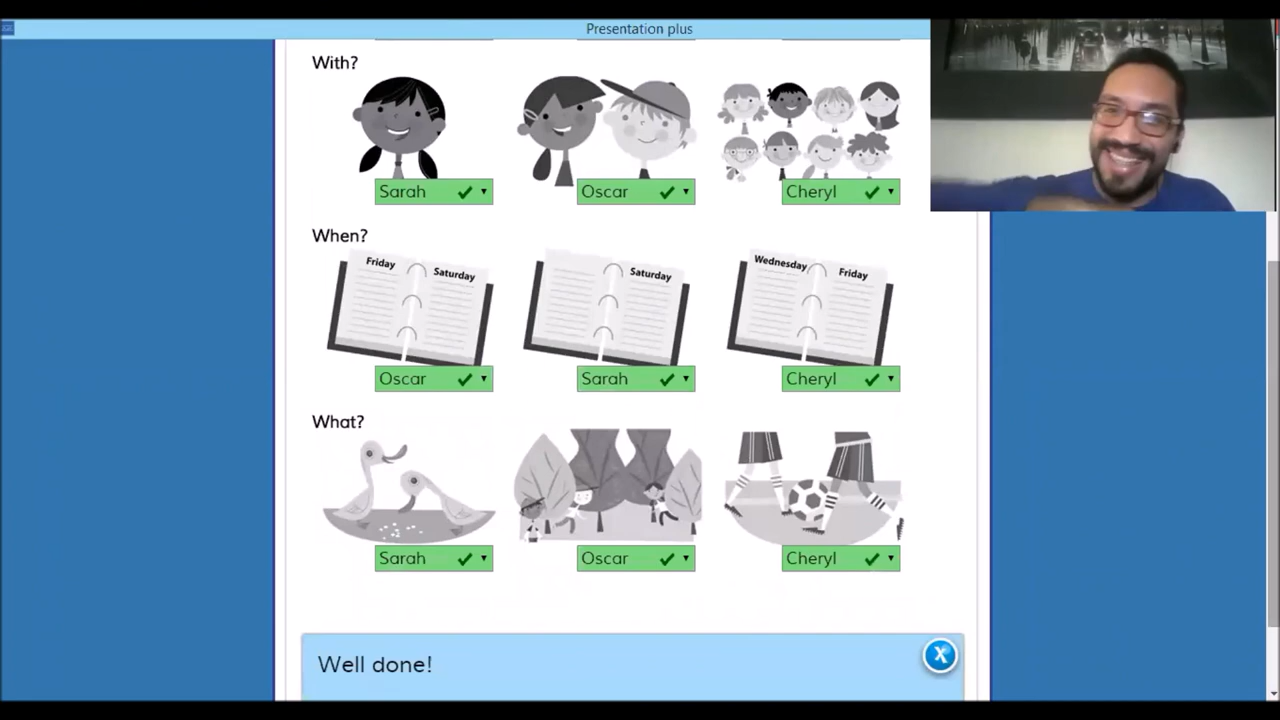 Presentation plus
With?
Sarah
Oscar
Cheryl
When?
Friday
Saturday
Saturday
Wednesday
Friday
Oscar
Sarah
Cheryl
What?
Sarah
Oscar
Cheryl
Well done!
X